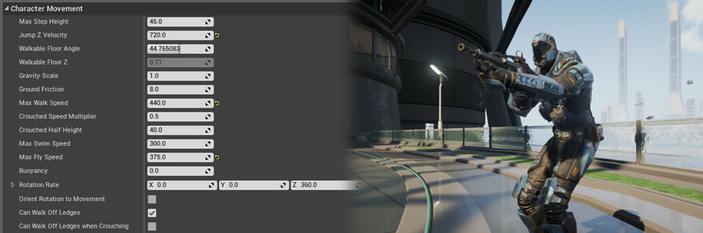 Character Movement
Max Step Height 45.0
Jump Z Velocity 720.0
Walkable Floor Angle 44.765083
Walkable Floor Z 0.71
Gravity Scale 1.0
Ground Friction 8.0
Max Walk Speed 440.0
Crouched Speed Multiplier 0.5
Crouched Half Height 40.0
Max Swim Speed 300.0
Max Fly Speed 375.0
Buoyancy 0.0
Rotation Rate X 0.0 Y 0.0 Z 360.0
Orient Rotation to Movement
Can Walk Off Ledges
Can Walk Off Ledges when Crouching